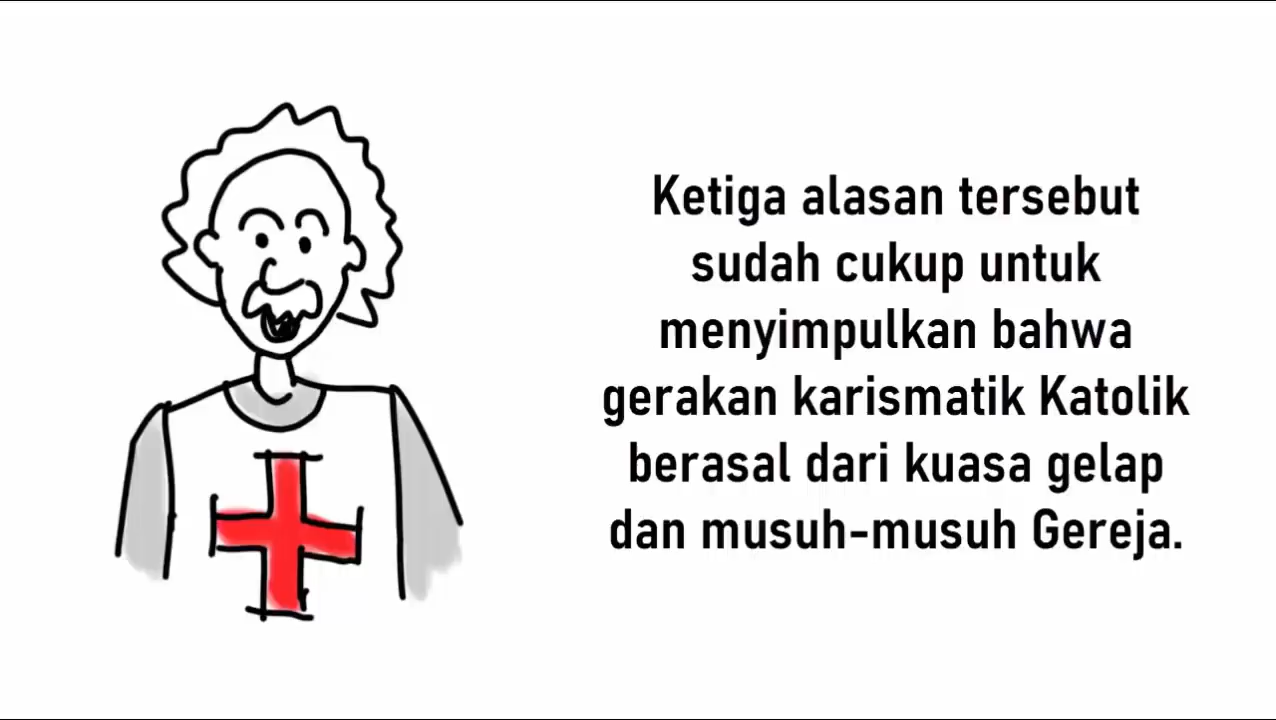 Ketiga alasan tersebut
sudah cukup untuk
menyimpulkan bahwa
gerakan karismatik Katolik
berasal dari kuasa gelap
dan musuh-musuh Gereja.